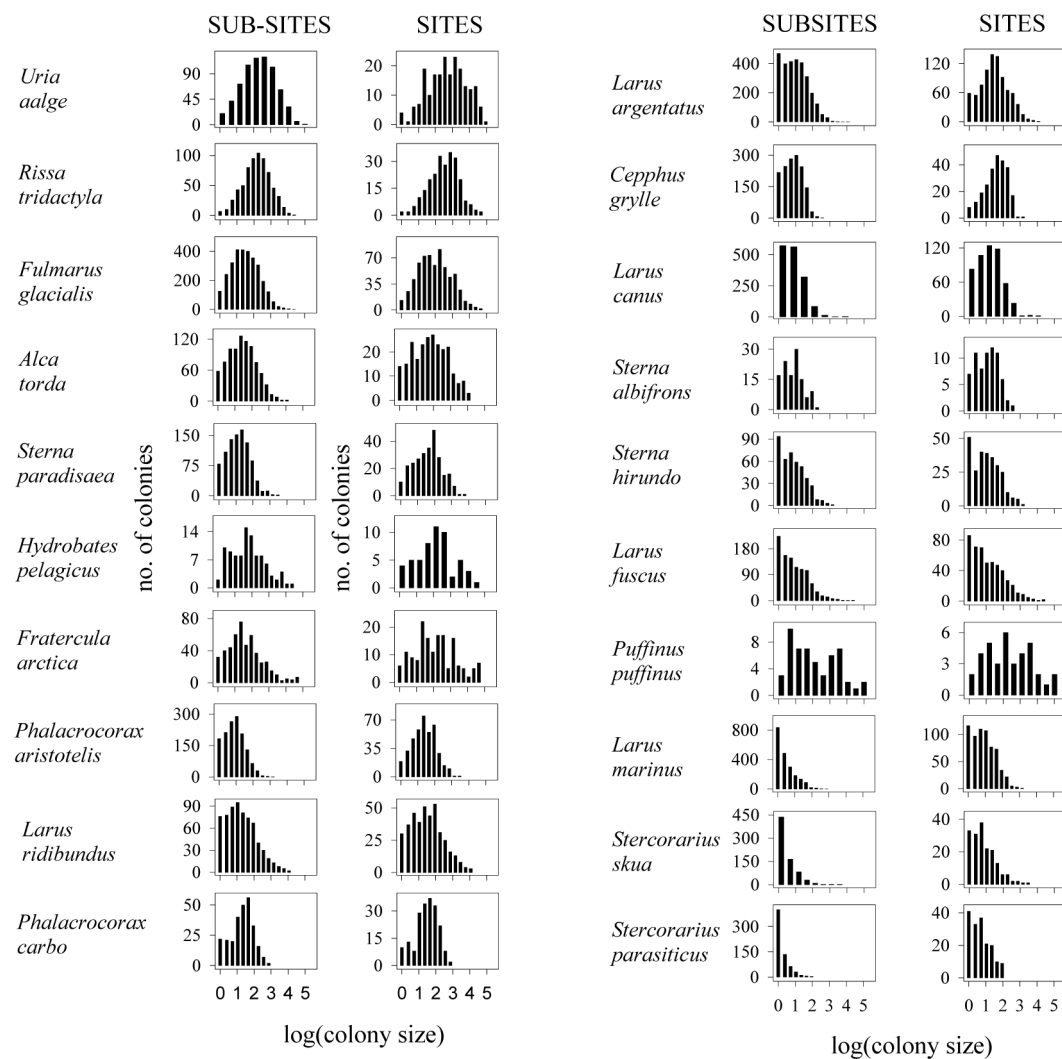 SUB-SITES SITES
Uria
aalge
90
45
0
20
10
0
Rissa
tridactyla
100
50
0
30
15
0
Fulmarus
glacialis
400
200
0
70
35
0
Alca
torda
120
60
0
20
10
0
Sterna
paradisaea
150
75
0
40
20
0
no. of colonies
no. of colonies
Hydrobates
pelagicus
14
7
0
10
5
0
Fratercula
arctica
80
40
0
20
10
0
Phalacrocorax
aristotelis
300
150
0
70
35
0
Larus
ridibundus
90
60
30
0
50
25
0
Phalacrocorax
carbo
50
25
0
30
15
0
0 1 2 3 4 5
0 1 2 3 4 5
log(colony size)
SUBSITES SITES
Larus
argentatus
400
200
0
120
60
0
Cepphus
grylle
300
150
0
40
20
0
Larus
canus
500
250
0
120
60
0
Sterna
albifrons
30
15
0
10
5
0
Sterna
hirundo
90
60
30
0
50
25
0
Larus
fuscus
180
90
0
80
40
0
Puffinus
puffinus
8
4
0
6
3
0
Larus
marinus
800
400
0
100
50
0
Stercorarius
skua
450
300
150
0
40
20
0
Stercorarius
parasiticus
300
150
0
40
20
0
0 1 2 3 4 5
0 1 2 3 4 5
log(colony size)